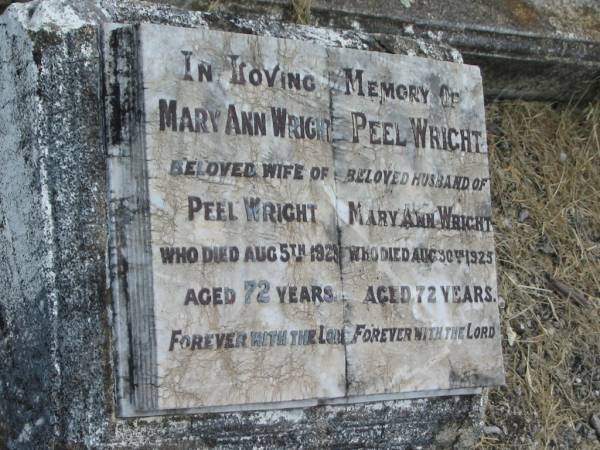 In Loving
Mary Ann Wright
Beloved Wife of
Peel Wright
who died Aug 5th
aged 72 years.
Forever with the Lord
Memory of
Peel Wright
Beloved Husband of
Mary Ann Wright
who died Aug 30th 1925
aged 72 years.
Forever with the Lord